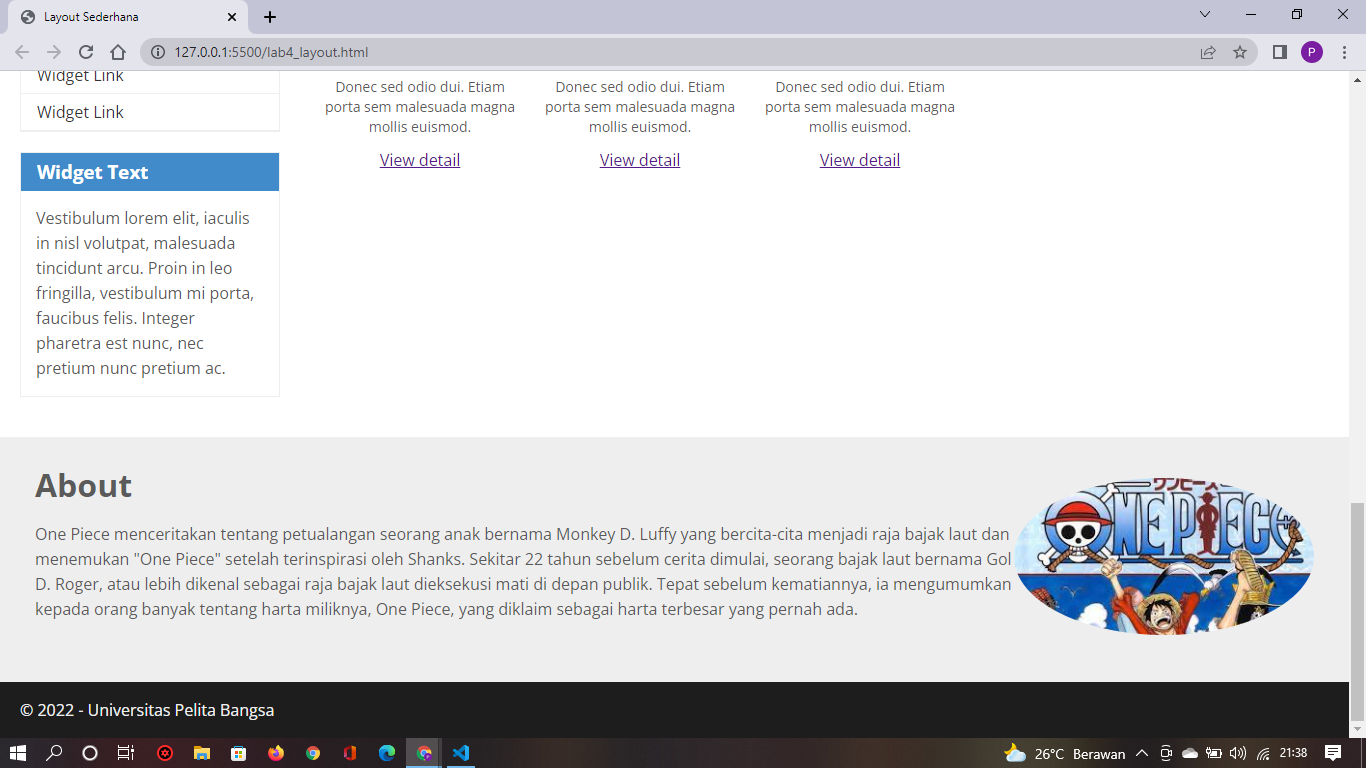 Layout Sederhana
127.0.0.1:5500/lab4_layout.html
P
Widget Link
Widget Link
Widget Text
Vestibulum lorem elit, iaculis
in nisl volutpat, malesuada
tincidunt arcu. Proin in leo
fringilla, vestibulum mi porta,
faucibus felis. Integer
pharetra est nunc, nec
pretium nunc pretium ac.
Donec sed odio dui. Etiam
porta sem malesuada magna
mollis euismod.
View detail
Donec sed odio dui. Etiam
porta sem malesuada magna
mollis euismod.
View detail
Donec sed odio dui. Etiam
porta sem malesuada magna
mollis euismod.
View detail
About
One Piece menceritakan tentang petualangan seorang anak bernama Monkey D. Luffy yang bercita-cita menjadi raja bajak laut dan
menemukan "One Piece" setelah terinspirasi oleh Shanks. Sekitar 22 tahun sebelum cerita dimulai, seorang bajak laut bernama Gol
D. Roger, atau lebih dikenal sebagai raja bajak laut dieksekusi mati di depan publik. Tepat sebelum kematiannya, ia mengumumkan
kepada orang banyak tentang harta miliknya, One Piece, yang diklaim sebagai harta terbesar yang pernah ada.
ワンピース
ONE PIECE
© 2022 - Universitas Pelita Bangsa
26°C Berawan
21:38